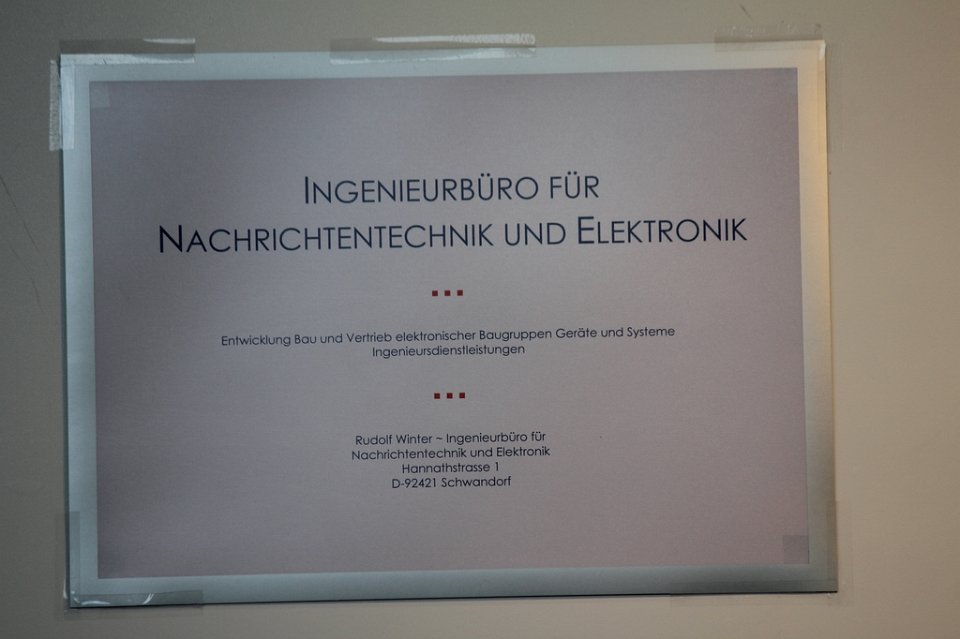 INGENIEURBÜRO FÜR
NACHRICHTENTECHNIK UND ELEKTRONIK
Entwicklung Bau und Vertrieb elektronischer Baugruppen Geräte und Systeme
Ingenieursdienstleistungen
Rudolf Winter ~ Ingenieurbüro für
Nachrichtentechnik und Elektronik
Hannathstrasse 1
D-92421 Schwandorf